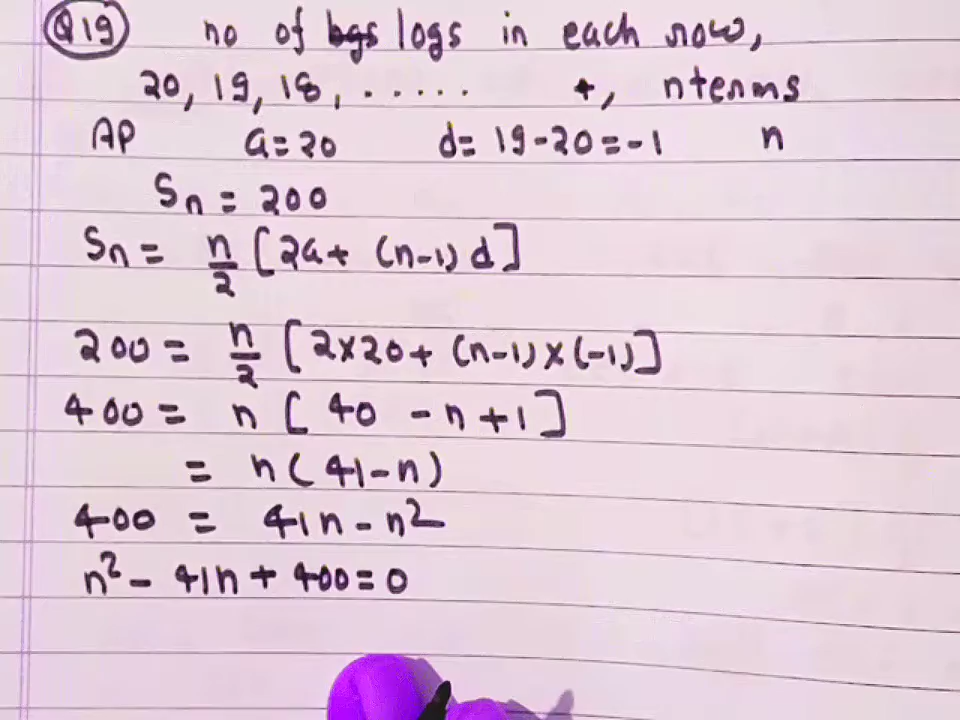 Q19) no of logs in each row,
20, 19, 18, ..... +, n terms
AP a=20 d= 19-20=-1 n
Sn = 200
Sn = n/2 [2a+ (n-1) d]
200 = n/2 [2×20+ (n-1)×(-1)]
400 = n [ 40 -n+1]
= n(41-n)
400 = 41n-n²
n²-41n+400=0